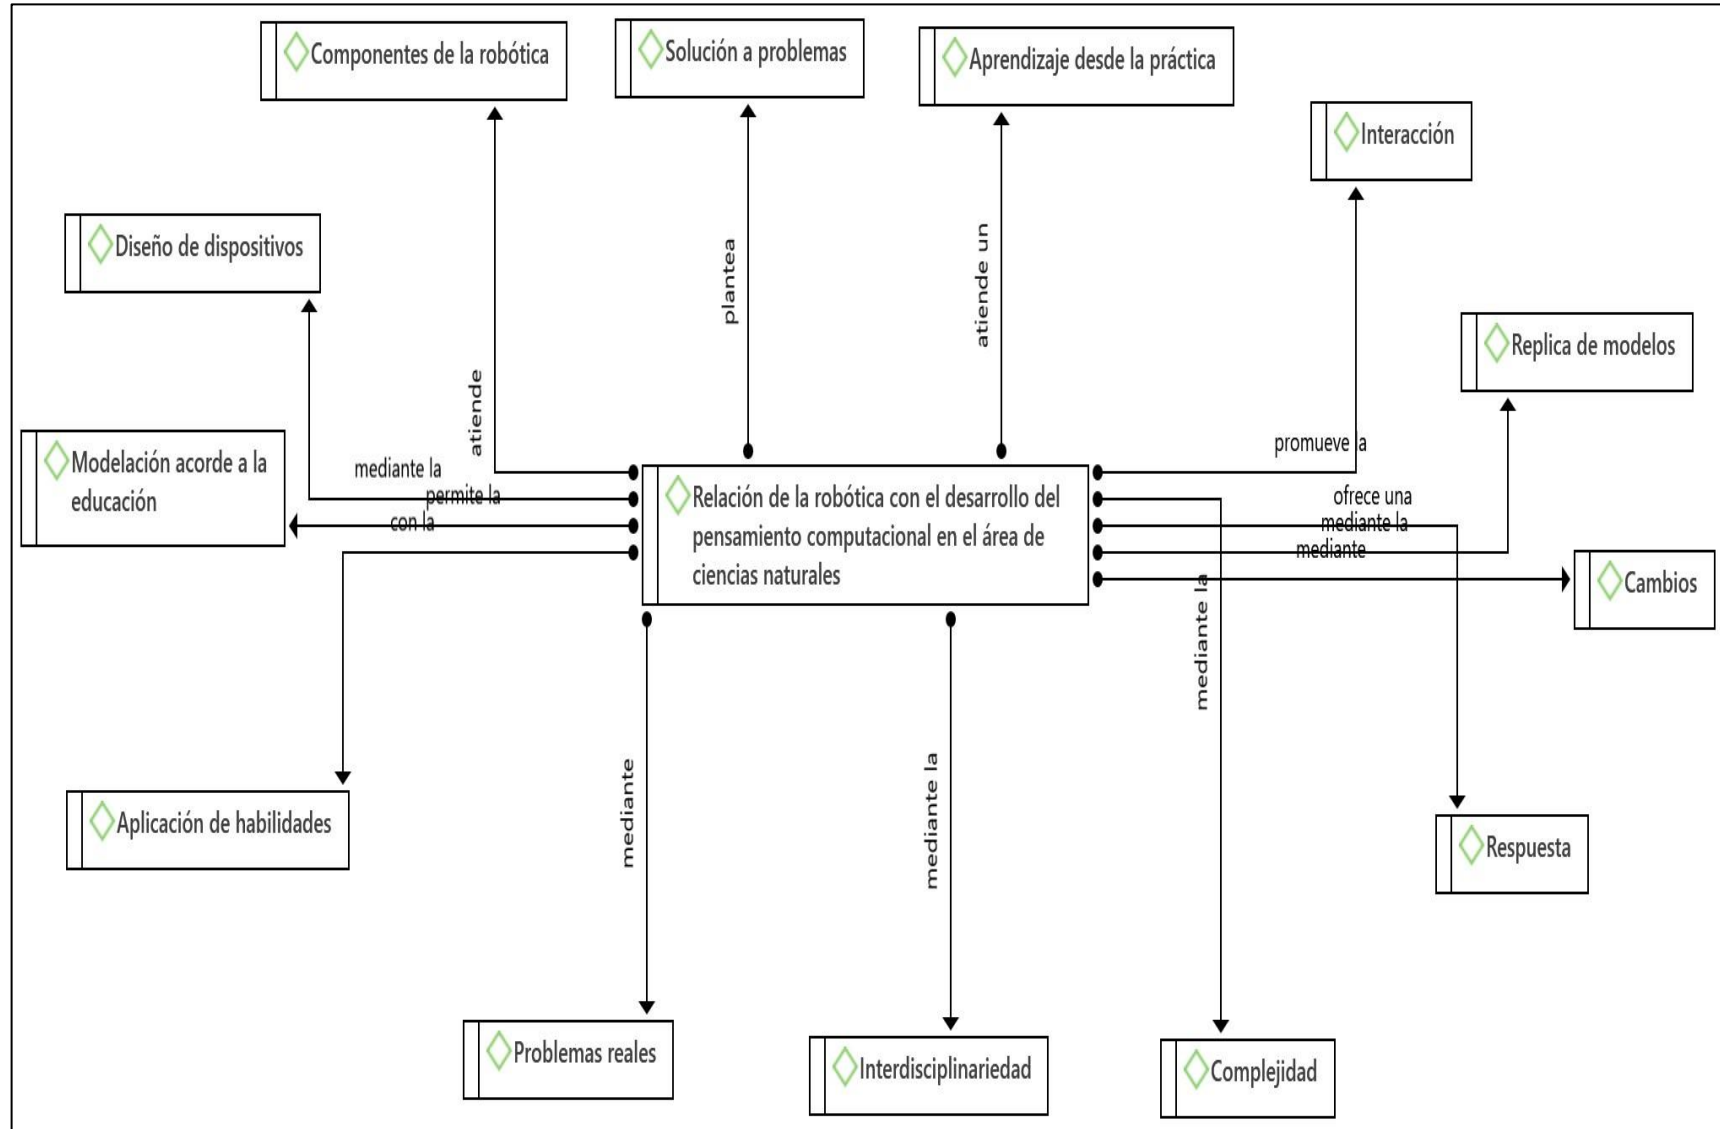 Componentes de la robótica
Solución a problemas
Aprendizaje desde la práctica
Interacción
Diseño de dispositivos
plantea
atiende un
Replica de modelos
atiende
Modelación acorde a la
educación
mediante la
permite la
con la
promueve la
ofrece una
mediante la
mediante
Relación de la robótica con el desarrollo del
pensamiento computacional en el área de
ciencias naturales
Cambios
mediante la
Aplicación de habilidades
mediante
mediante la
Respuesta
Problemas reales
Interdisciplinariedad
Complejidad